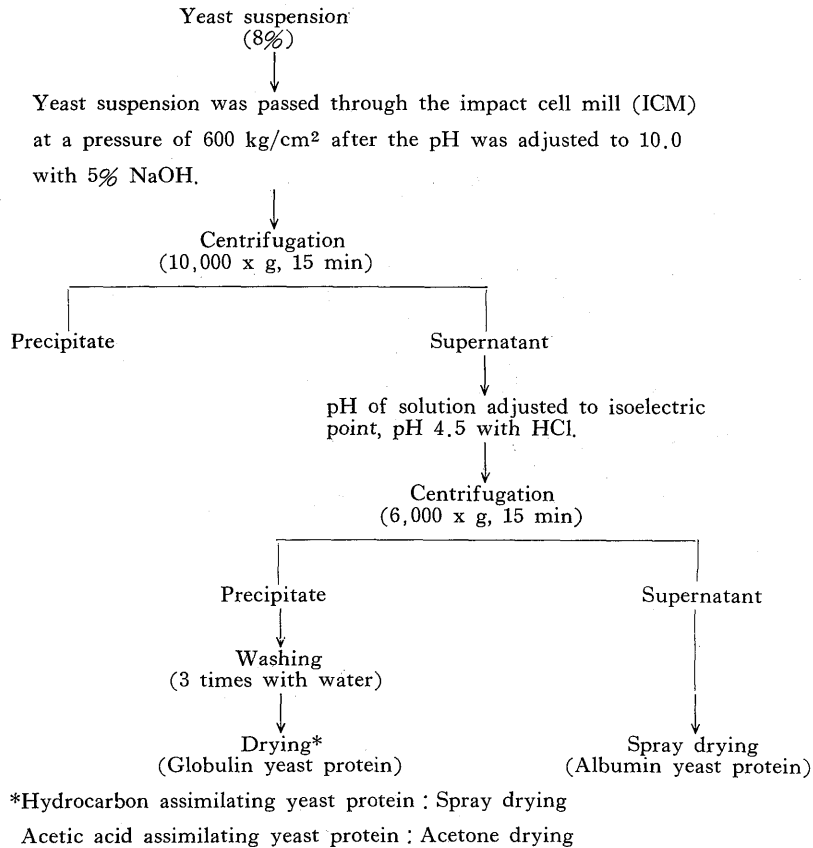 Yeast suspension
(8%)
Yeast suspension was passed through the impact cell mill (ICM)
at a pressure of 600 kg/cm² after the pH was adjusted to 10.0
with 5% NaOH.
Centrifugation
(10,000 x g, 15 min)
Precipitate
Supernatant
pH of solution adjusted to isoelectric
point, pH 4.5 with HCl.
Centrifugation
(6,000 x g, 15 min)
Precipitate
Supernatant
Washing
(3 times with water)
Drying*
(Globulin yeast protein)
Spray drying
(Albumin yeast protein)
*Hydrocarbon assimilating yeast protein : Spray drying
Acetic acid assimilating yeast protein : Acetone drying